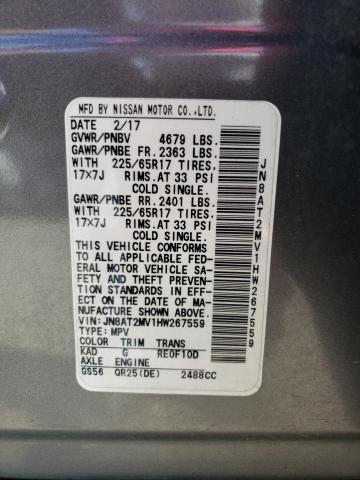 MFD BY NISSAN MOTOR CO.,LTD.
DATE 2/17
GVWR/PNBV 4679 LBS.
GAWR/PNBE FR. 2363 LBS.
WITH 225/65R17 TIRES,
17x7J RIMS.AT 33 PSI
COLD SINGLE.
GAWR/PNBE RR. 2401 LBS.
WITH 225/65R17 TIRES,
17x7J RIMS.AT 33 PSI
COLD SINGLE.
THIS VEHICLE CONFORMS
TO ALL APPLICABLE FED-
ERAL MOTOR VEHICLE SA-
FETY AND THEFT PREVEN-
TION STANDARDS IN EFF-
ECT ON THE DATE OF MA-
NUFACTURE SHOWN ABOVE.
VIN:JN8AT2MV1HW267559
TYPE:MPV
COLOR TRIM TRANS
KAD G RE0F10D
AXLE ENGINE
GS56 QR25(DE) 2488CC
JN8AT2MV1HW267559